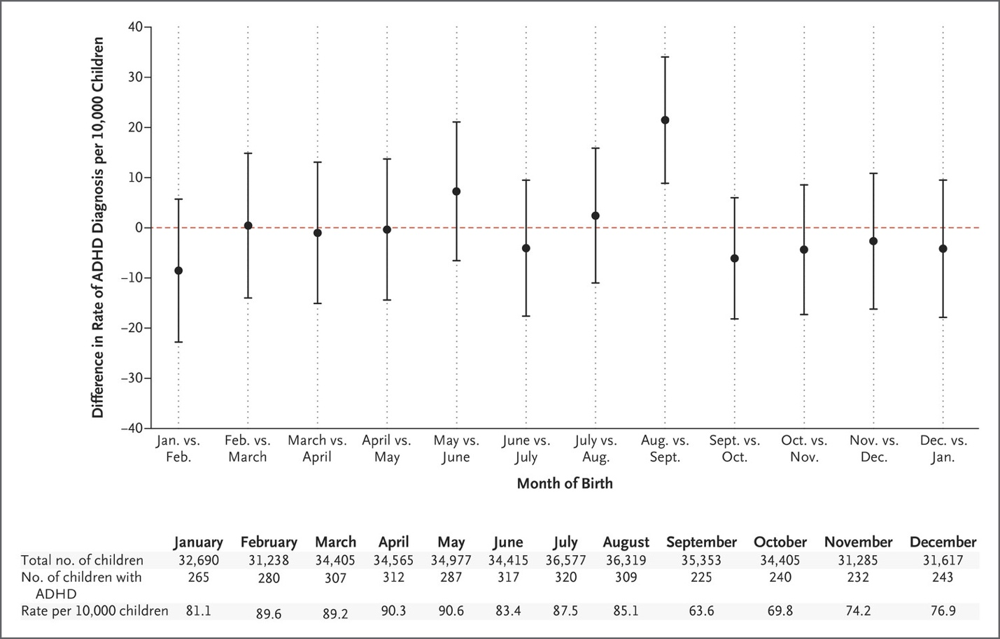 Difference in Rate of ADHD Diagnosis per 10,000 Children
40
30
20
10
0
–10
–20
–30
–40
Jan. vs. Feb.
Feb. vs. March
March vs. April
April vs. May
May vs. June
June vs. July
July vs. Aug.
Aug. vs. Sept.
Sept. vs. Oct.
Oct. vs. Nov.
Nov. vs. Dec.
Dec. vs. Jan.
Month of Birth
January February March April May June July August September October November December
Total no. of children 32,690 31,238 34,405 34,565 34,977 34,415 36,577 36,319 35,353 34,405 31,285 31,617
No. of children with ADHD 265 280 307 312 287 317 320 309 225 240 232 243
Rate per 10,000 children 81.1 89.6 89.2 90.3 90.6 83.4 87.5 85.1 63.6 69.8 74.2 76.9